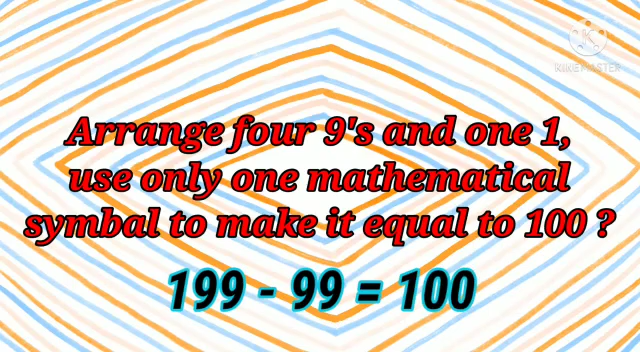 KINEMASTER
Arrange four 9's and one 1,
use only one mathematical
symbal to make it equal to 100 ?
199 - 99 = 100